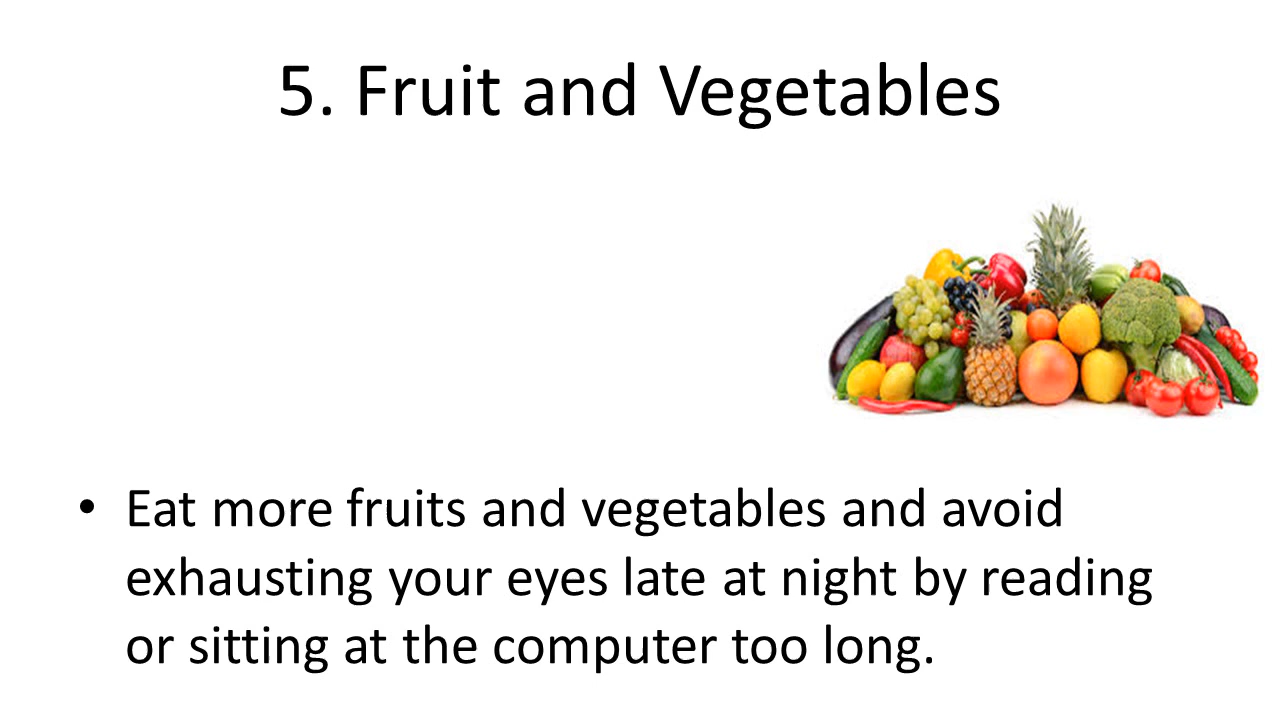 5. Fruit and Vegetables
• Eat more fruits and vegetables and avoid
exhausting your eyes late at night by reading
or sitting at the computer too long.